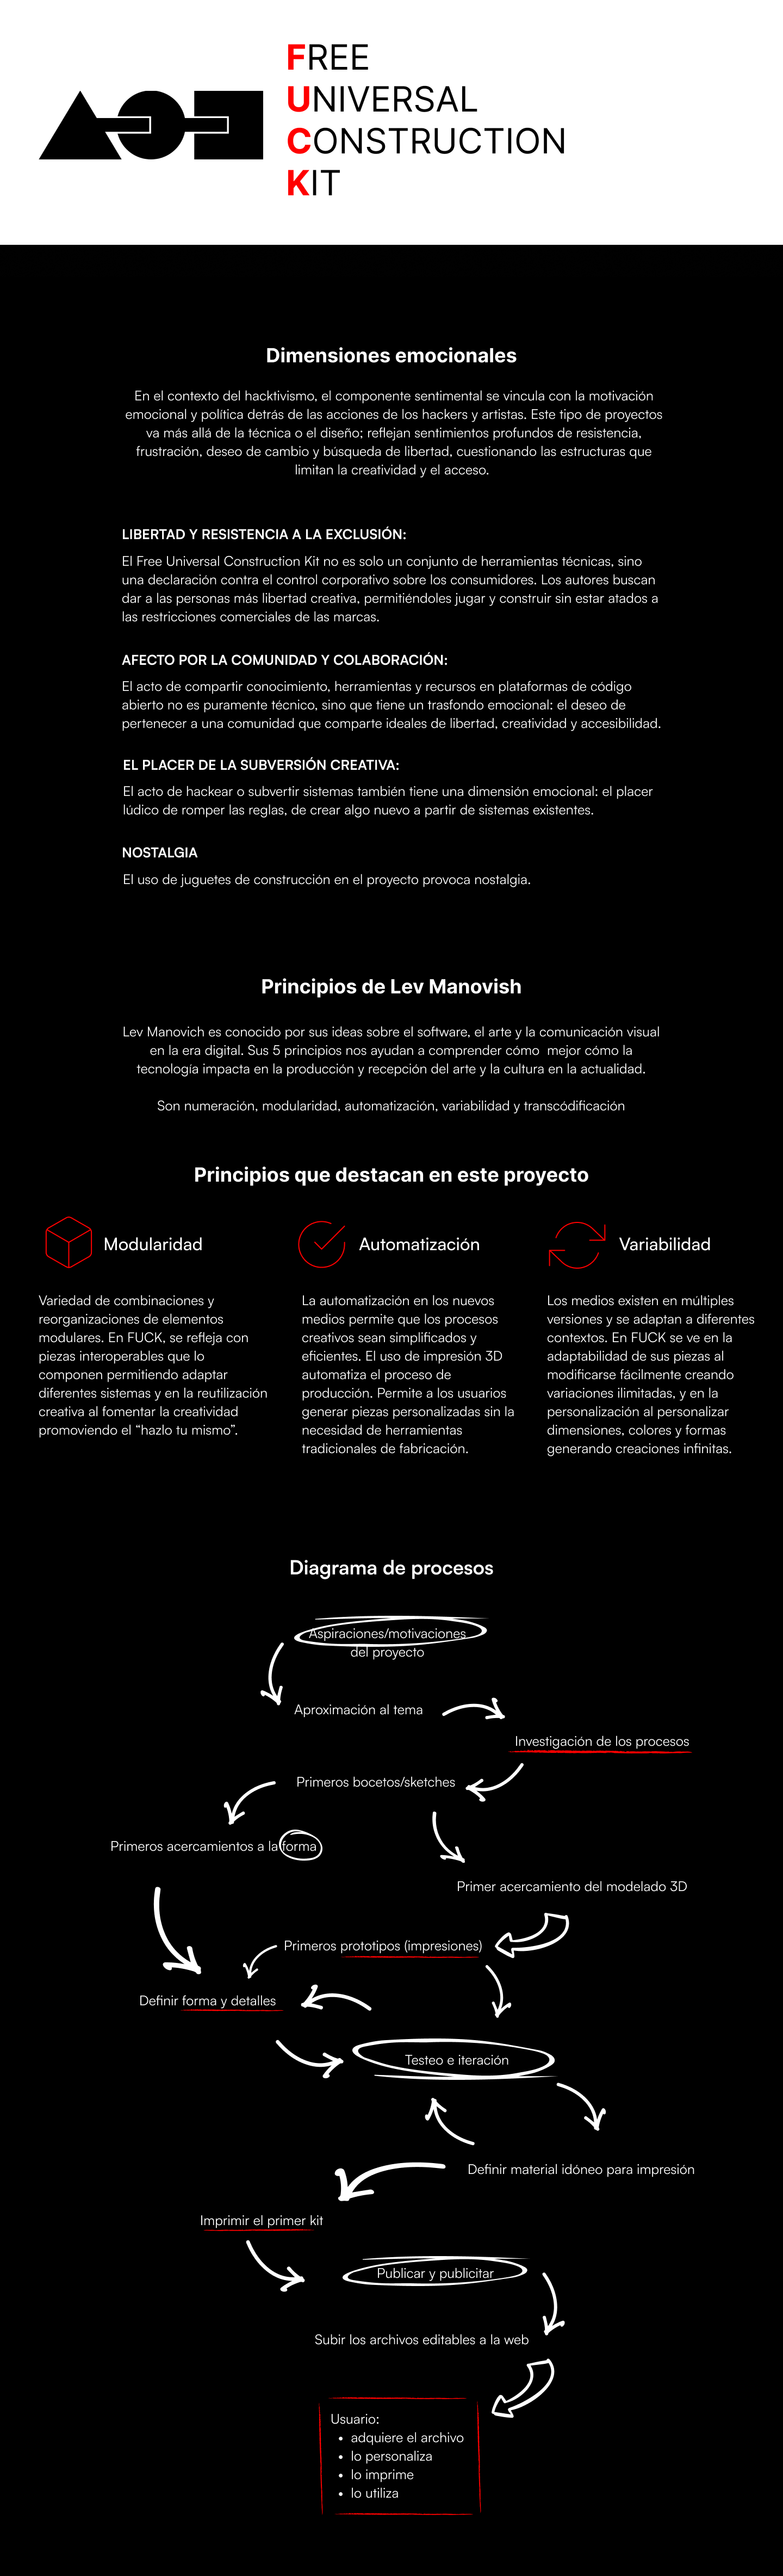 FREE
UNIVERSAL
CONSTRUCTION
KIT
Dimensiones emocionales
En el contexto del hacktivismo, el componente sentimental se vincula con la motivación
emocional y política detrás de las acciones de los hackers y artistas. Este tipo de proyectos
va más allá de la técnica o el diseño; reflejan sentimientos profundos de resistencia,
frustración, deseo de cambio y búsqueda de libertad, cuestionando las estructuras que
limitan la creatividad y el acceso.
LIBERTAD Y RESISTENCIA A LA EXCLUSIÓN:
El Free Universal Construction Kit no es solo un conjunto de herramientas técnicas, sino
una declaración contra el control corporativo sobre los consumidores. Los autores buscan
dar a las personas más libertad creativa, permitiéndoles jugar y construir sin estar atados a
las restricciones comerciales de las marcas.
AFECTO POR LA COMUNIDAD Y COLABORACIÓN:
El acto de compartir conocimiento, herramientas y recursos en plataformas de código
abierto no es puramente técnico, sino que tiene un trasfondo emocional: el deseo de
pertenecer a una comunidad que comparte ideales de libertad, creatividad y accesibilidad.
EL PLACER DE LA SUBVERSIÓN CREATIVA:
El acto de hackear o subvertir sistemas también tiene una dimensión emocional: el placer
lúdico de romper las reglas, de crear algo nuevo a partir de sistemas existentes.
NOSTALGIA
El uso de juguetes de construcción en el proyecto provoca nostalgia.
Principios de Lev Manovish
Lev Manovich es conocido por sus ideas sobre el software, el arte y la comunicación visual
en la era digital. Sus 5 principios nos ayudan a comprender cómo  mejor cómo la
tecnología impacta en la producción y recepción del arte y la cultura en la actualidad.
Son numeración, modularidad, automatización, variabilidad y transcódificación
Principios que destacan en este proyecto
Modularidad
Variedad de combinaciones y
reorganizaciones de elementos
modulares. En FUCK, se refleja con
piezas interoperables que lo
componen permitiendo adaptar
diferentes sistemas y en la reutilización
creativa al fomentar la creatividad
promoviendo el “hazlo tu mismo”.
Automatización
La automatización en los nuevos
medios permite que los procesos
creativos sean simplificados y
eficientes. El uso de impresión 3D
automatiza el proceso de
producción. Permite a los usuarios
generar piezas personalizadas sin la
necesidad de herramientas
tradicionales de fabricación.
Variabilidad
Los medios existen en múltiples
versiones y se adaptan a diferentes
contextos. En FUCK se ve en la
adaptabilidad de sus piezas al
modificarse fácilmente creando
variaciones ilimitadas, y en la
personalización al personalizar
dimensiones, colores y formas
generando creaciones infinitas.
Diagrama de procesos
Aspiraciones/motivaciones
del proyecto
Aproximación al tema
Investigación de los procesos
Primeros bocetos/sketches
Primeros acercamientos a la forma
Primer acercamiento del modelado 3D
Primeros prototipos (impresiones)
Definir forma y detalles
Testeo e iteración
Definir material idóneo para impresión
Imprimir el primer kit
Publicar y publicitar
Subir los archivos editables a la web
Usuario:
• adquiere el archivo
• lo personaliza
• lo imprime
• lo utiliza